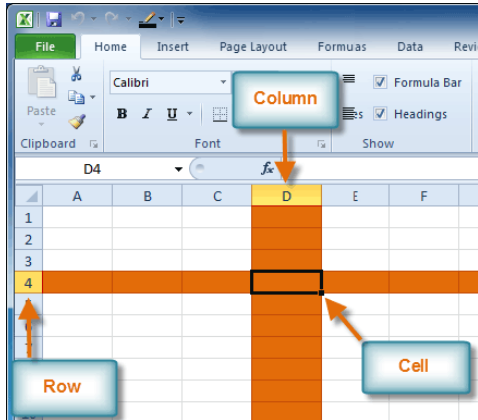 File Home Insert Page Layout Formulas Data
Calibri Formula Bar
Paste B I U Headings
Clipboard Font Show
Column
D4 fx
A B C D E F
1
2
3
4
Cell
Row